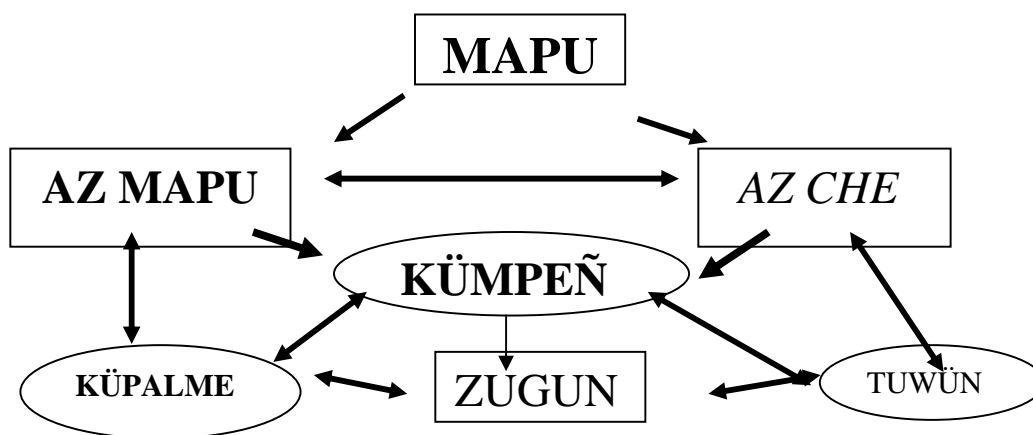 MAPU
AZ MAPU
AZ CHE
KÜMPEÑ
KÜPALME
ZUGUN
TUWÜN